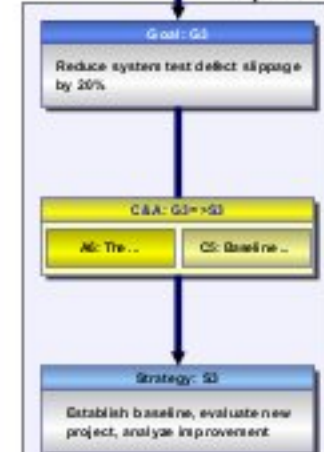 Goal: G3
Reduce system test defect slippage
by 20%
C&A: G3=>S3
A6: The ...
C5: Baseline ...
Strategy: S3
Establish baseline, evaluate new
project, analyze improvement